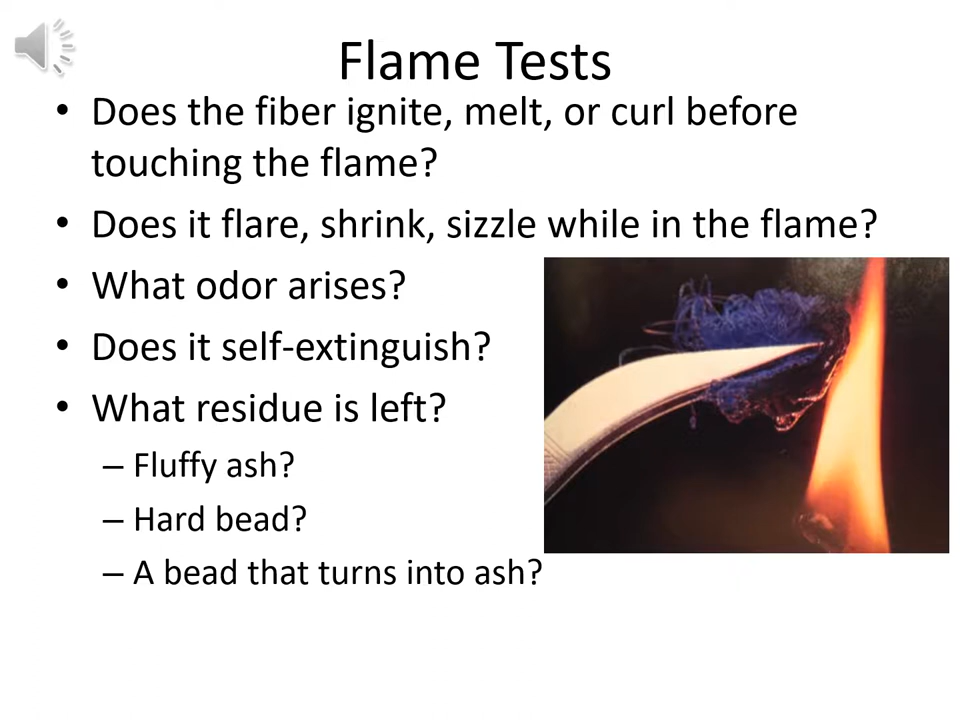 Flame Tests
• Does the fiber ignite, melt, or curl before
touching the flame?
• Does it flare, shrink, sizzle while in the flame?
• What odor arises?
• Does it self-extinguish?
• What residue is left?
– Fluffy ash?
– Hard bead?
– A bead that turns into ash?